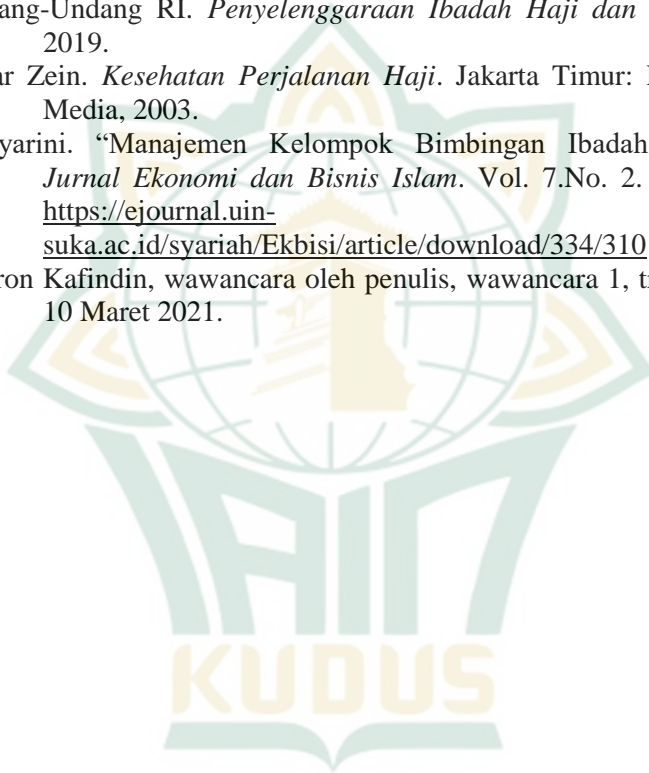 ang-Undang RI. Penyelenggaraan Ibadah Haji dan
2019.
ar Zein. Kesehatan Perjalanan Haji. Jakarta Timur:
Media, 2003.
yarini. “Manajemen Kelompok Bimbingan Ibadah
Jurnal Ekonomi dan Bisnis Islam. Vol. 7.No. 2.
https://ejournal.uin-
suka.ac.id/syariah/Ekbisi/article/download/334/310
ron Kafindin, wawancara oleh penulis, wawancara 1,
10 Maret 2021.
IAIN
KUDUS